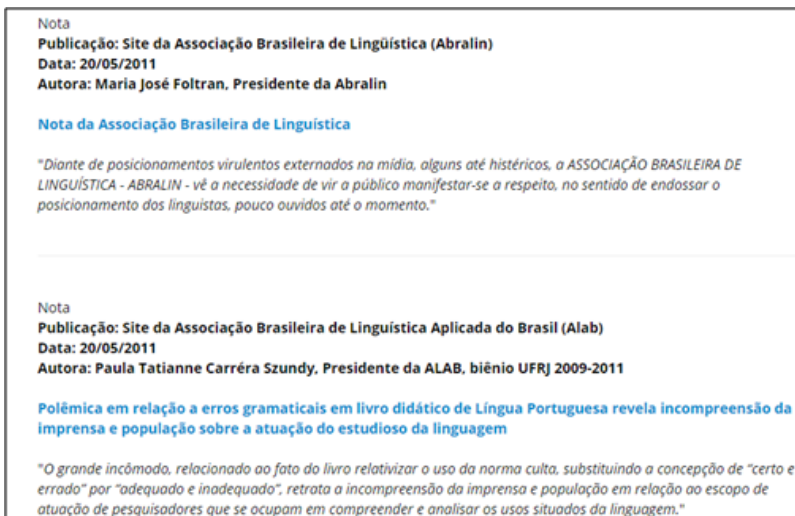 Nota
Publicação: Site da Associação Brasileira de Lingüística (Abralin)
Data: 20/05/2011
Autora: Maria José Foltran, Presidente da Abralin
Nota da Associação Brasileira de Linguística
"Diante de posicionamentos virulentos externados na mídia, alguns até histéricos, a ASSOCIAÇÃO BRASILEIRA DE
LINGUÍSTICA - ABRALIN - vê a necessidade de vir a público manifestar-se a respeito, no sentido de endossar o
posicionamento dos linguistas, pouco ouvidos até o momento."
Nota
Publicação: Site da Associação Brasileira de Linguística Aplicada do Brasil (Alab)
Data: 20/05/2011
Autora: Paula Tatianne Carréra Szundy, Presidente da ALAB, biênio UFRJ 2009-2011
Polêmica em relação a erros gramaticais em livro didático de Língua Portuguesa revela incompreensão da
imprensa e população sobre a atuação do estudioso da linguagem
"O grande incômodo, relacionado ao fato do livro relativizar o uso da norma culta, substituindo a concepção de "certo e
errado" por "adequado e inadequado", retrata a incompreensão da imprensa e população em relação ao escopo de
atuação de pesquisadores que se ocupam em compreender e analisar os usos situados da linguagem."